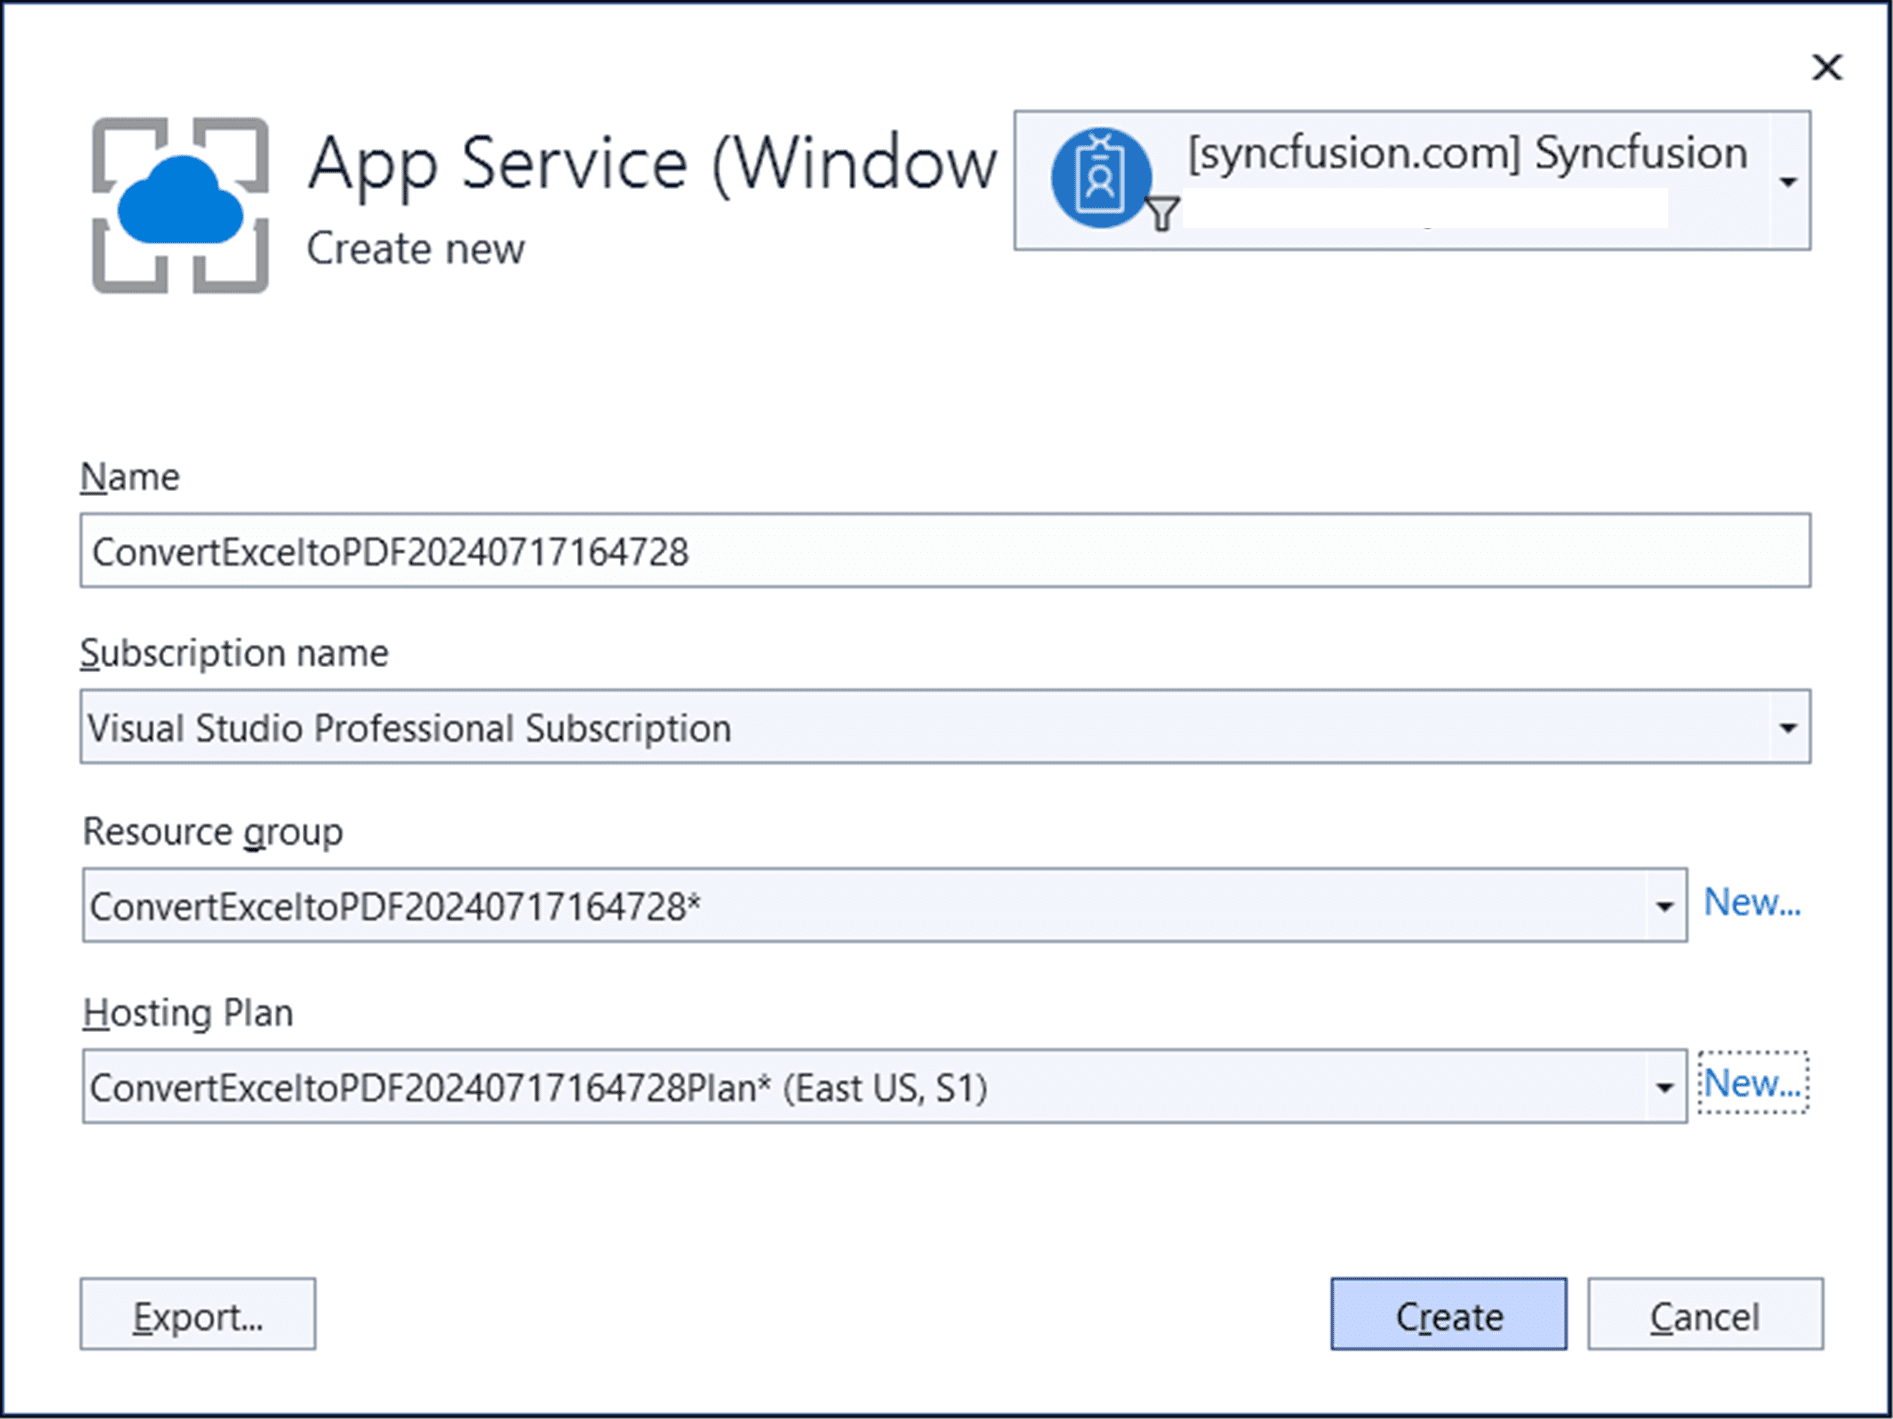 App Service (Window
Create new
[syncfusion.com] Syncfusion
Name
ConvertExceltoPDF20240717164728
Subscription name
Visual Studio Professional Subscription
Resource group
ConvertExceltoPDF20240717164728*
New...
Hosting Plan
ConvertExceltoPDF20240717164728Plan* (East US, S1)
New...
Export...
Create
Cancel